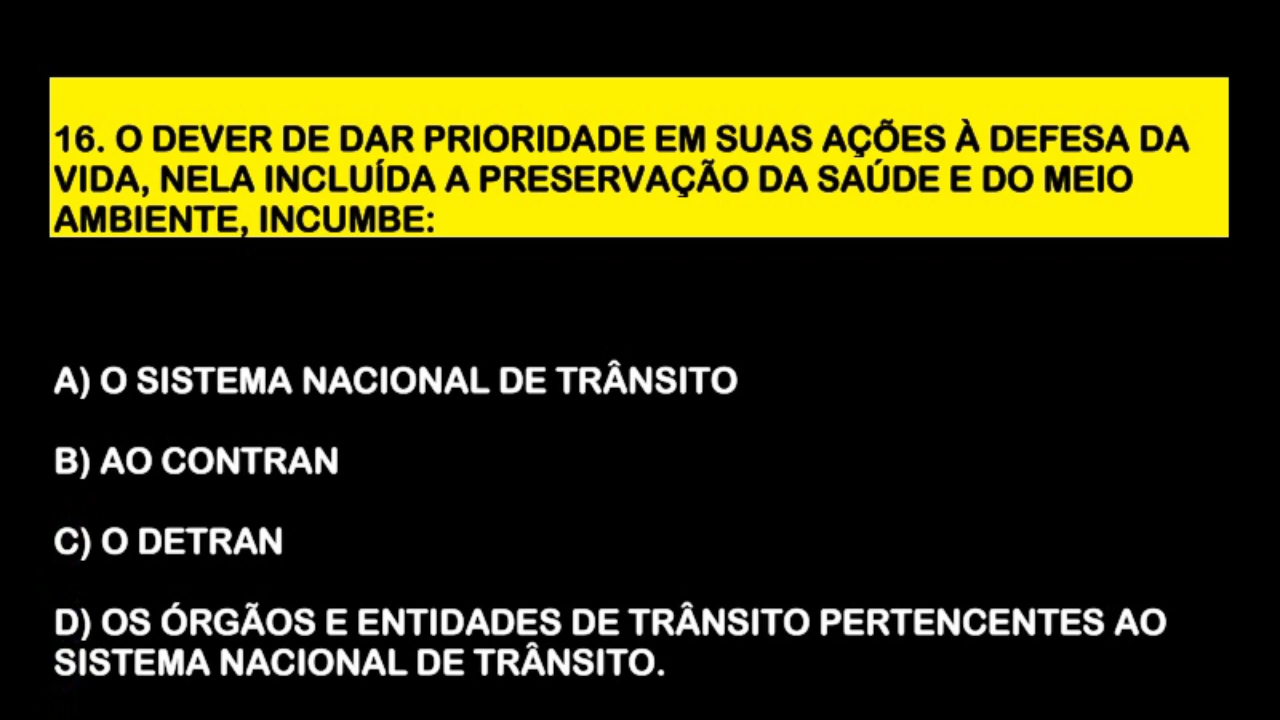 16. O DEVER DE DAR PRIORIDADE EM SUAS AÇÕES À DEFESA DA
VIDA, NELA INCLUÍDA A PRESERVAÇÃO DA SAÚDE E DO MEIO
AMBIENTE, INCUMBE:
A) O SISTEMA NACIONAL DE TRÂNSITO
B) AO CONTRAN
C) O DETRAN
D) OS ÓRGÃOS E ENTIDADES DE TRÂNSITO PERTENCENTES AO
SISTEMA NACIONAL DE TRÂNSITO.